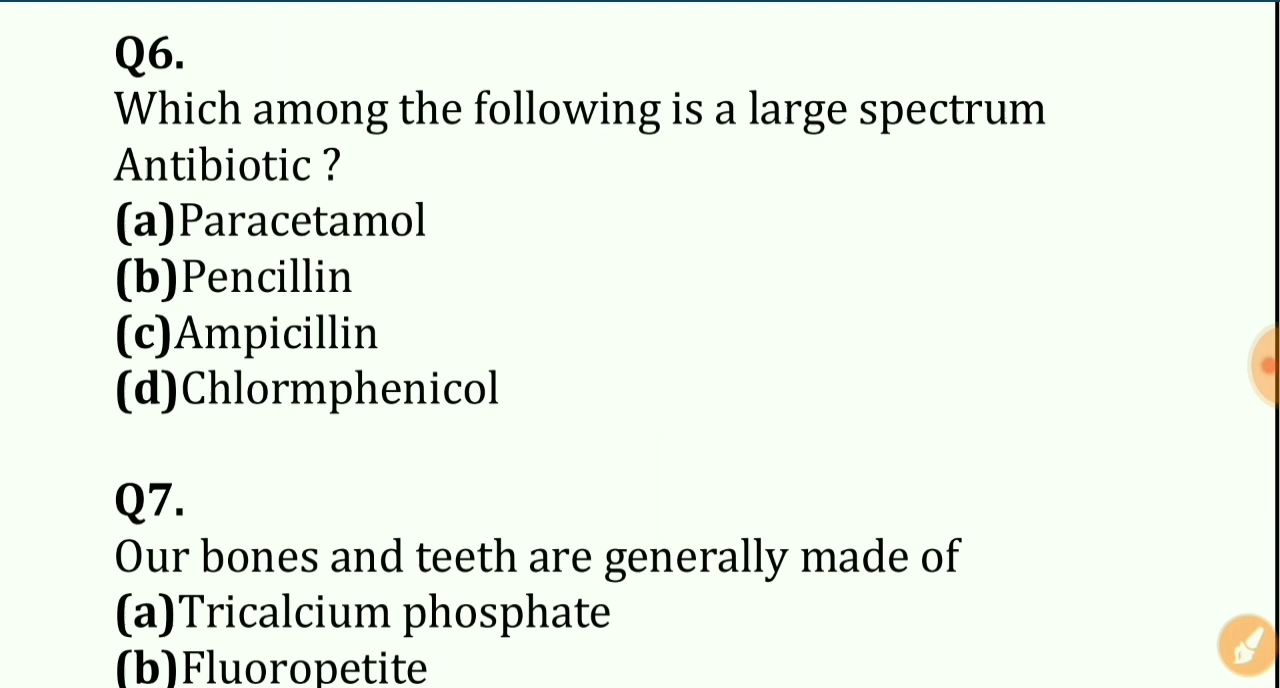 Q6.
Which among the following is a large spectrum
Antibiotic ?
(a)Paracetamol
(b)Pencillin
(c)Ampicillin
(d)Chlormphenicol
Q7.
Our bones and teeth are generally made of
(a)Tricalcium phosphate
(b)Fluoropetite